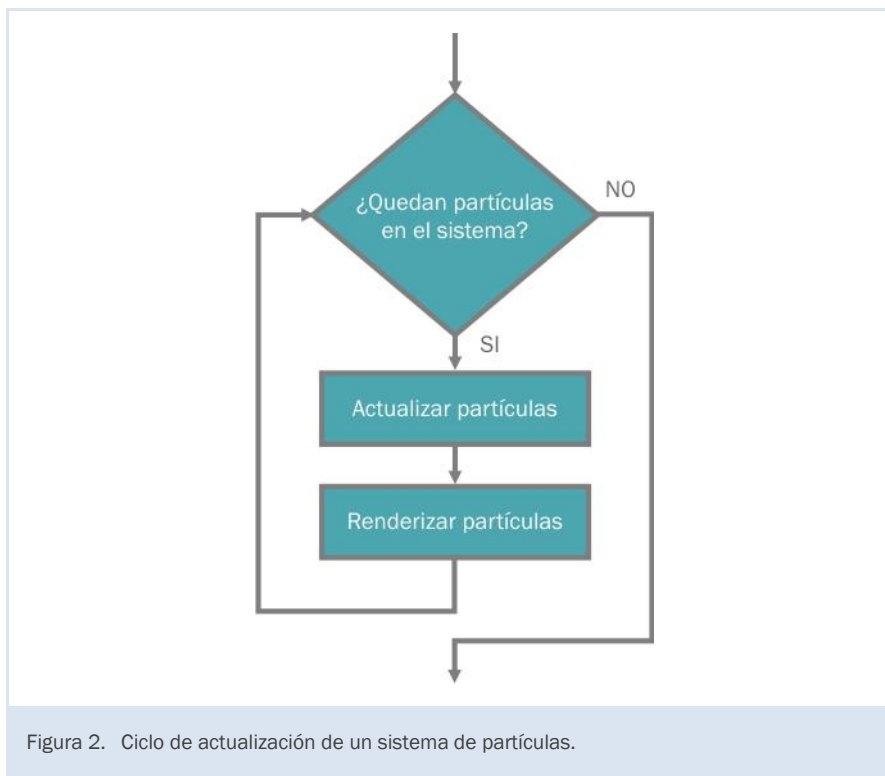 ¿Quedan partículas
en el sistema?
NO
SI
Actualizar partículas
Renderizar partículas
Figura 2. Ciclo de actualización de un sistema de partículas.